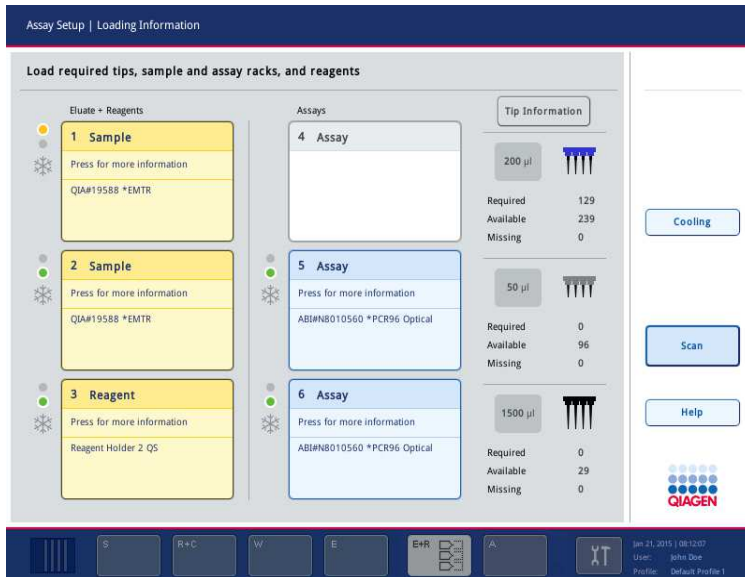 Assay Setup | Loading Information
Load required tips, sample and assay racks, and reagents
Eluate + Reagents
1 Sample
Press for more information
QIA#19588 *EMTR
2 Sample
Press for more information
QIA#19588 *EMTR
3 Reagent
Press for more information
Reagent Holder 2 QS
Assays
4 Assay
5 Assay
Press for more information
ABI#N8010560 *PCR96 Optical
6 Assay
Press for more information
ABI#N8010560 *PCR96 Optical
Tip Information
200 µl
Required 129
Available 239
Missing 0
50 µl
Required 0
Available 96
Missing 0
1500 µl
Required 0
Available 29
Missing 0
Cooling
Scan
Help
QIAGEN
S
R+C
W
E
E+R
A
Jan 21, 2015 | 08:12:07
User: John Doe
Profile: Default Profile 1